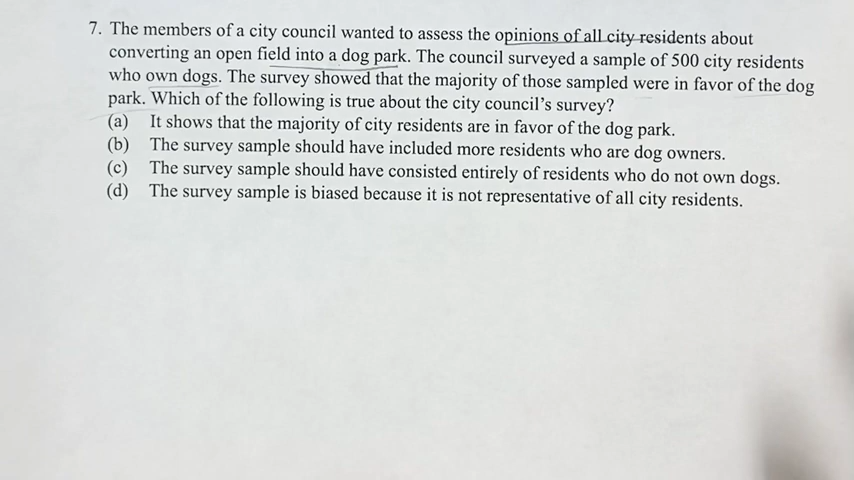 7. The members of a city council wanted to assess the opinions of all city residents about
converting an open field into a dog park. The council surveyed a sample of 500 city residents
who own dogs. The survey showed that the majority of those sampled were in favor of the dog
park. Which of the following is true about the city council's survey?
(a) It shows that the majority of city residents are in favor of the dog park.
(b) The survey sample should have included more residents who are dog owners.
(c) The survey sample should have consisted entirely of residents who do not own dogs.
(d) The survey sample is biased because it is not representative of all city residents.